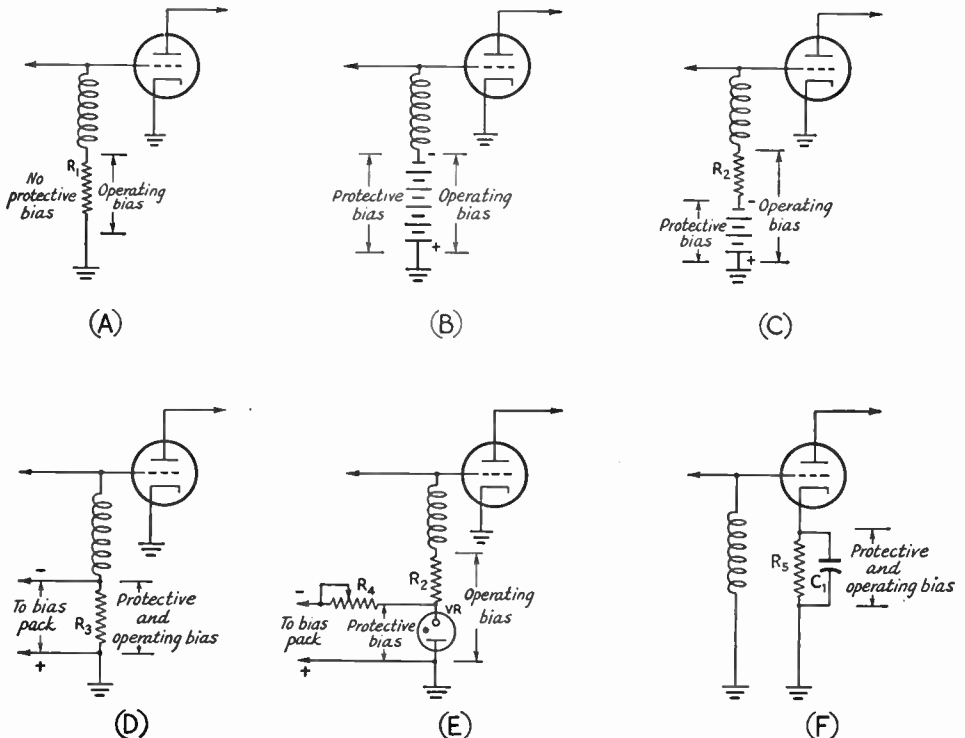 R1
No
protective
bias
Operating
bias
(A)
-
Protective
bias
Operating
bias
+
(B)
R2
-
Protective
bias
Operating
bias
+
(C)
-
To bias
pack
R3
Protective
and
operating bias
+
(D)
-
R4
To bias
pack
Protective
bias
R2
VR
Operating
bias
+
(E)
R5
C1
Protective
and
operating bias
(F)